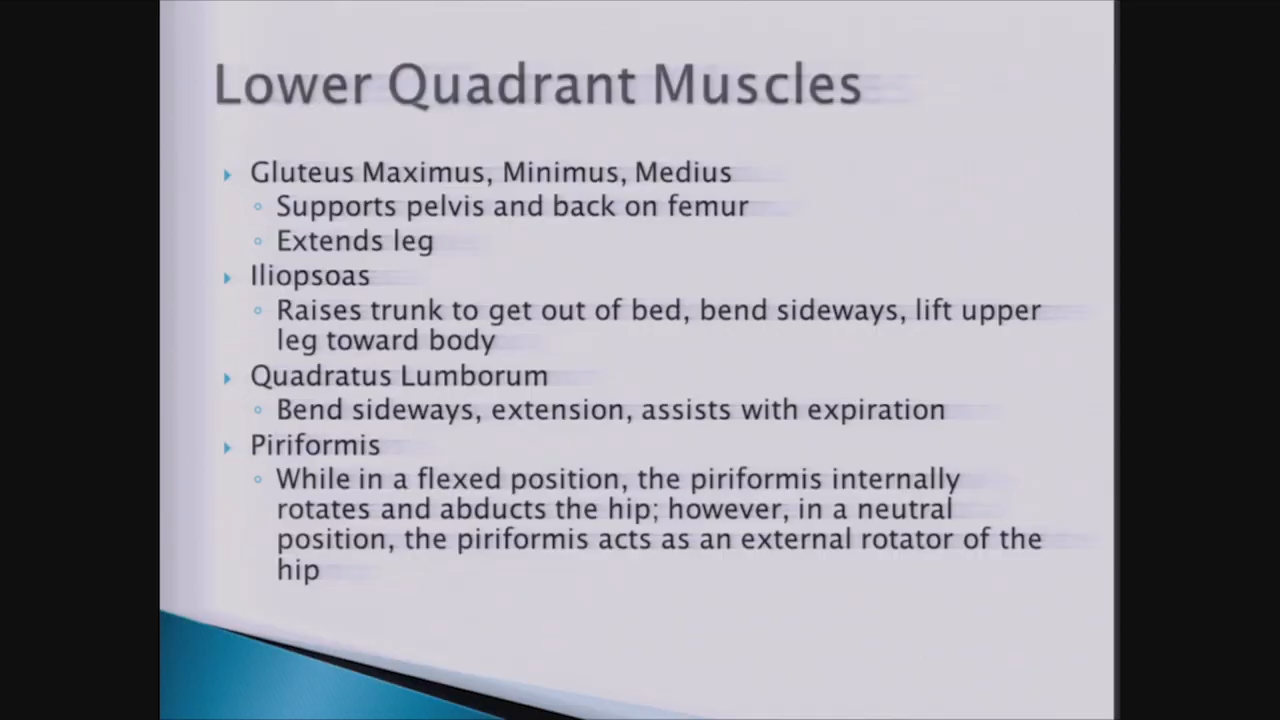 Lower Quadrant Muscles
Gluteus Maximus, Minimus, Medius
Supports pelvis and back on femur
Extends leg
Iliopsoas
Raises trunk to get out of bed, bend sideways, lift upper
leg toward body
Quadratus Lumborum
Bend sideways, extension, assists with expiration
Piriformis
While in a flexed position, the piriformis internally
rotates and abducts the hip; however, in a neutral
position, the piriformis acts as an external rotator of the
hip